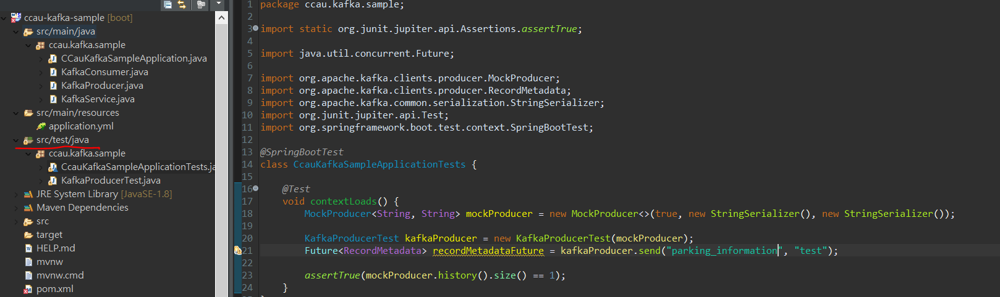 ccau-kafka-sample [boot]
src/main/java
ccau.kafka.sample
CCauKafkaSampleApplication.java
KafkaConsumer.java
KafkaProducer.java
KafkaService.java
src/main/resources
application.yml
src/test/java
ccau.kafka.sample
CcauKafkaSampleApplicationTests.ja
KafkaProducerTest.java
JRE System Library [JavaSE-1.8]
Maven Dependencies
src
target
HELP.md
mvnw
mvnw.cmd
pom.xml
1 package ccau.kafka.sample;
2
3 import static org.junit.jupiter.api.Assertions.assertTrue;
4
5 import java.util.concurrent.Future;
6
7 import org.apache.kafka.clients.producer.MockProducer;
8 import org.apache.kafka.clients.producer.RecordMetadata;
9 import org.apache.kafka.common.serialization.StringSerializer;
10 import org.junit.jupiter.api.Test;
11 import org.springframework.boot.test.context.SpringBootTest;
12
13 @SpringBootTest
14 class CcauKafkaSampleApplicationTests {
15
16 @Test
17 void contextLoads() {
18 MockProducer<String, String> mockProducer = new MockProducer<>(true, new StringSerializer(), new StringSerializer());
19
20 KafkaProducerTest kafkaProducer = new KafkaProducerTest(mockProducer);
21 Future<RecordMetadata> recordMetadataFuture = kafkaProducer.send("parking_information", "test");
22
23 assertTrue(mockProducer.history().size() == 1);
24 }